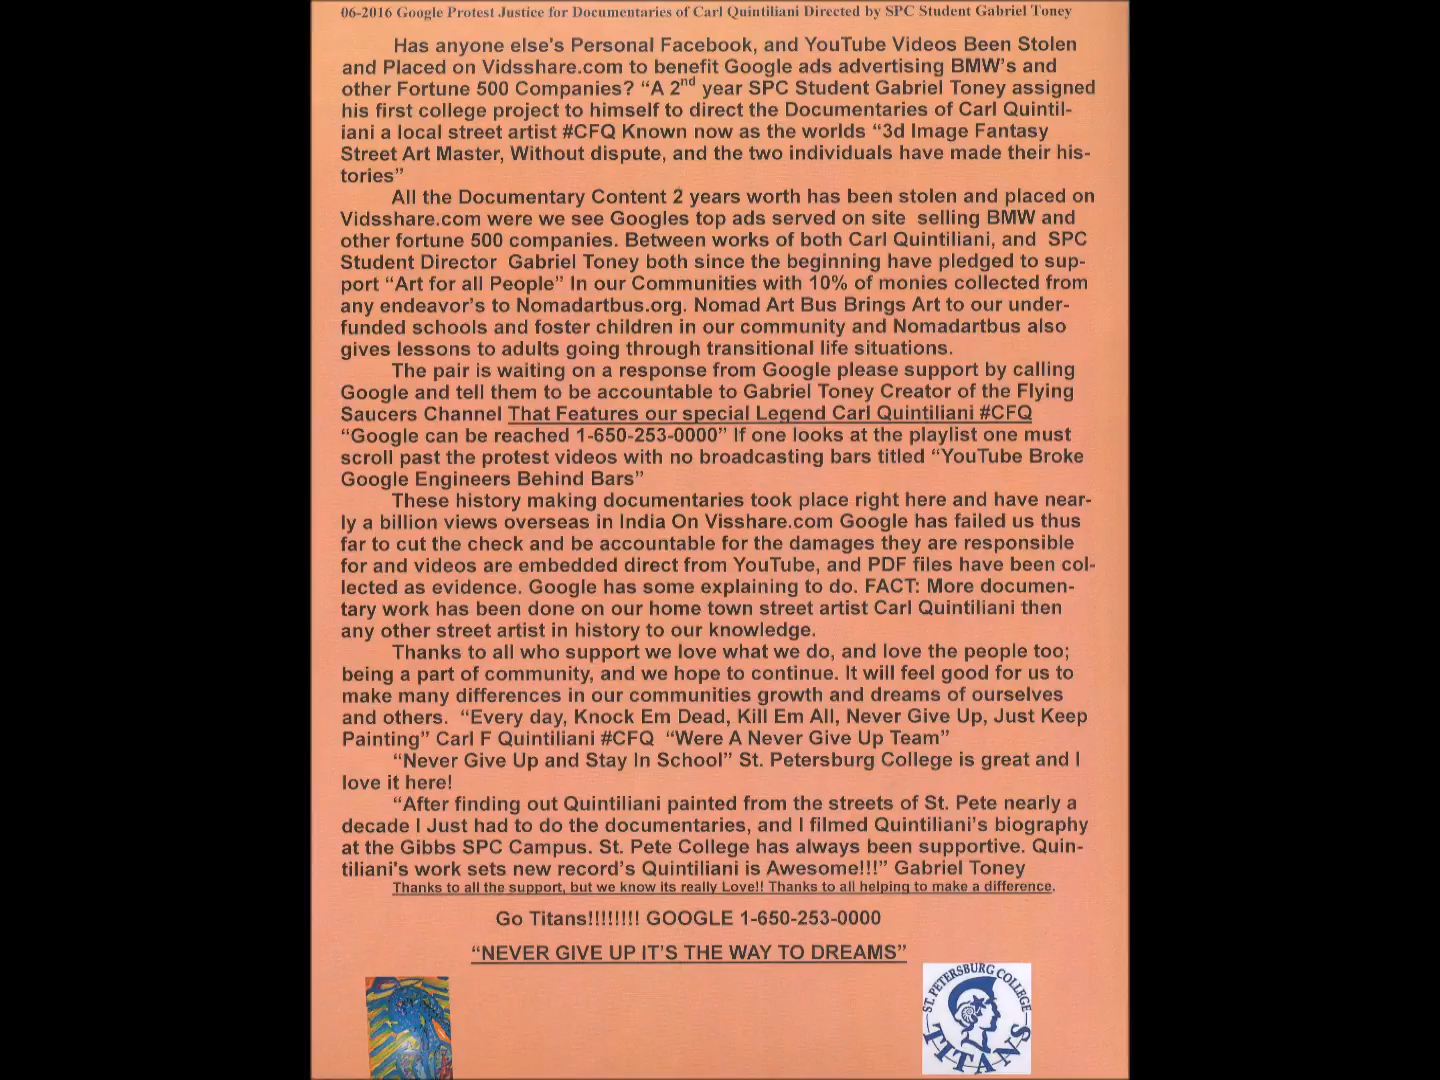 06-2016 Google Protest Justice for Documentaries of Carl Quintiliani Directed by SPC Student Gabriel Toney
Has anyone else's Personal Facebook, and YouTube Videos Been Stolen
and Placed on Vidsshare.com to benefit Google ads advertising BMW's and
other Fortune 500 Companies? “A 2nd year SPC Student Gabriel Toney assigned
his first college project to himself to direct the Documentaries of Carl Quintil-
iani a local street artist #CFQ Known now as the worlds “3d Image Fantasy
Street Art Master, Without dispute, and the two individuals have made their his-
tories”
All the Documentary Content 2 years worth has been stolen and placed on
Vidsshare.com were we see Googles top ads served on site selling BMW and
other fortune 500 companies. Between works of both Carl Quintiliani, and SPC
Student Director Gabriel Toney both since the beginning have pledged to sup-
port “Art for all People” In our Communities with 10% of monies collected from
any endeavor’s to Nomadartbus.org. Nomad Art Bus Brings Art to our under-
funded schools and foster children in our community and Nomadartbus also
gives lessons to adults going through transitional life situations.
The pair is waiting on a response from Google please support by calling
Google and tell them to be accountable to Gabriel Toney Creator of the Flying
Saucers Channel That Features our special Legend Carl Quintiliani #CFQ
“Google can be reached 1-650-253-0000” If one looks at the playlist one must
scroll past the protest videos with no broadcasting bars titled “YouTube Broke
Google Engineers Behind Bars”
These history making documentaries took place right here and have near-
ly a billion views overseas in India On Visshare.com Google has failed us thus
far to cut the check and be accountable for the damages they are responsible
for and videos are embedded direct from YouTube, and PDF files have been col-
lected as evidence. Google has some explaining to do. FACT: More documen-
tary work has been done on our home town street artist Carl Quintiliani then
any other street artist in history to our knowledge.
Thanks to all who support we love what we do, and love the people too;
being a part of community, and we hope to continue. It will feel good for us to
make many differences in our communities growth and dreams of ourselves
and others. “Every day, Knock Em Dead, Kill Em All, Never Give Up, Just Keep
Painting” Carl F Quintiliani #CFQ “Were A Never Give Up Team”
“Never Give Up and Stay In School” St. Petersburg College is great and I
love it here!
“After finding out Quintiliani painted from the streets of St. Pete nearly a
decade I Just had to do the documentaries, and I filmed Quintiliani’s biography
at the Gibbs SPC Campus. St. Pete College has always been supportive. Quin-
tiliani's work sets new record’s Quintiliani is Awesome!!!” Gabriel Toney
Thanks to all the support, but we know its really Love!! Thanks to all helping to make a difference.
Go Titans!!!!!!!! GOOGLE 1-650-253-0000
“NEVER GIVE UP IT’S THE WAY TO DREAMS”
ST. PETERSBURG COLLEGE
TITANS